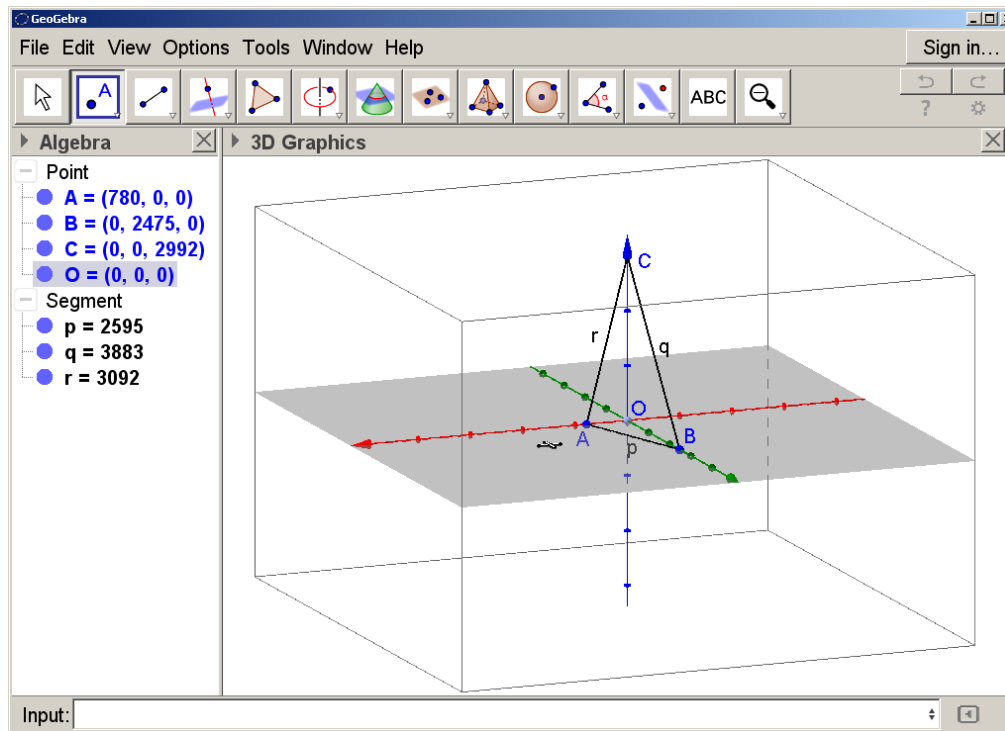 GeoGebra
File Edit View Options Tools Window Help
Sign in...
A
α
ABC
?
Algebra
3D Graphics
Point
A = (780, 0, 0)
B = (0, 2475, 0)
C = (0, 0, 2992)
O = (0, 0, 0)
Segment
p = 2595
q = 3883
r = 3092
C
r
q
O
A
B
p
Input: